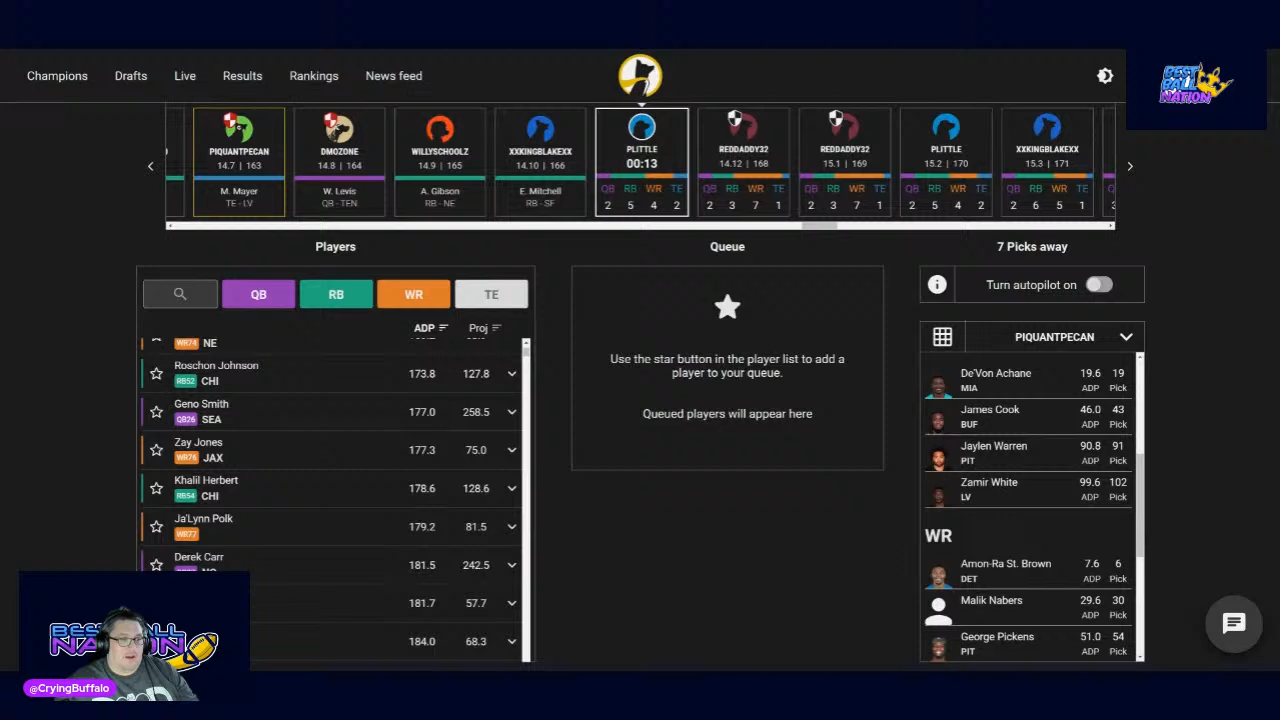 Champions Drafts Live Results Rankings News feed
BEST BALL NATION
PIQUANTPECAN
14.7 | 163
M. Mayer
TE - LV
DMOZONE
14.8 | 164
W. Levis
QB - TEN
WILLYSCHOOLZ
14.9 | 165
A. Gibson
RB - NE
XXKINGBLAKEXX
14.10 | 166
E. Mitchell
RB - SF
PLITTLE
00:13
QB RB WR TE
2 5 4 2
REDDADDY32
14.12 | 168
QB RB WR TE
2 3 7 1
REDDADDY32
15.1 | 169
QB RB WR TE
2 3 7 1
PLITTLE
15.2 | 170
QB RB WR TE
2 5 4 2
XXKINGBLAKEXX
15.3 | 171
QB RB WR TE
2 6 5 1
Players
QB RB WR TE
ADP Proj
WR74 NE
Roschon Johnson
RB52 CHI 173.8 127.8
Geno Smith
QB26 SEA 177.0 258.5
Zay Jones
WR76 JAX 177.3 75.0
Khalil Herbert
RB54 CHI 178.6 128.6
Ja'Lynn Polk
WR77 179.2 81.5
Derek Carr
181.5 242.5
181.7 57.7
184.0 68.3
Queue
Use the star button in the player list to add a
player to your queue.
Queued players will appear here
7 Picks away
Turn autopilot on
PIQUANTPECAN
De'Von Achane 19.6 19
MIA ADP Pick
James Cook 46.0 43
BUF ADP Pick
Jaylen Warren 90.8 91
PIT ADP Pick
Zamir White 99.6 102
LV ADP Pick
WR
Amon-Ra St. Brown 7.6 6
DET ADP Pick
Malik Nabers 29.6 30
ADP Pick
George Pickens 51.0 54
PIT ADP Pick
BEST BALL
NATION
@CryingBuffalo